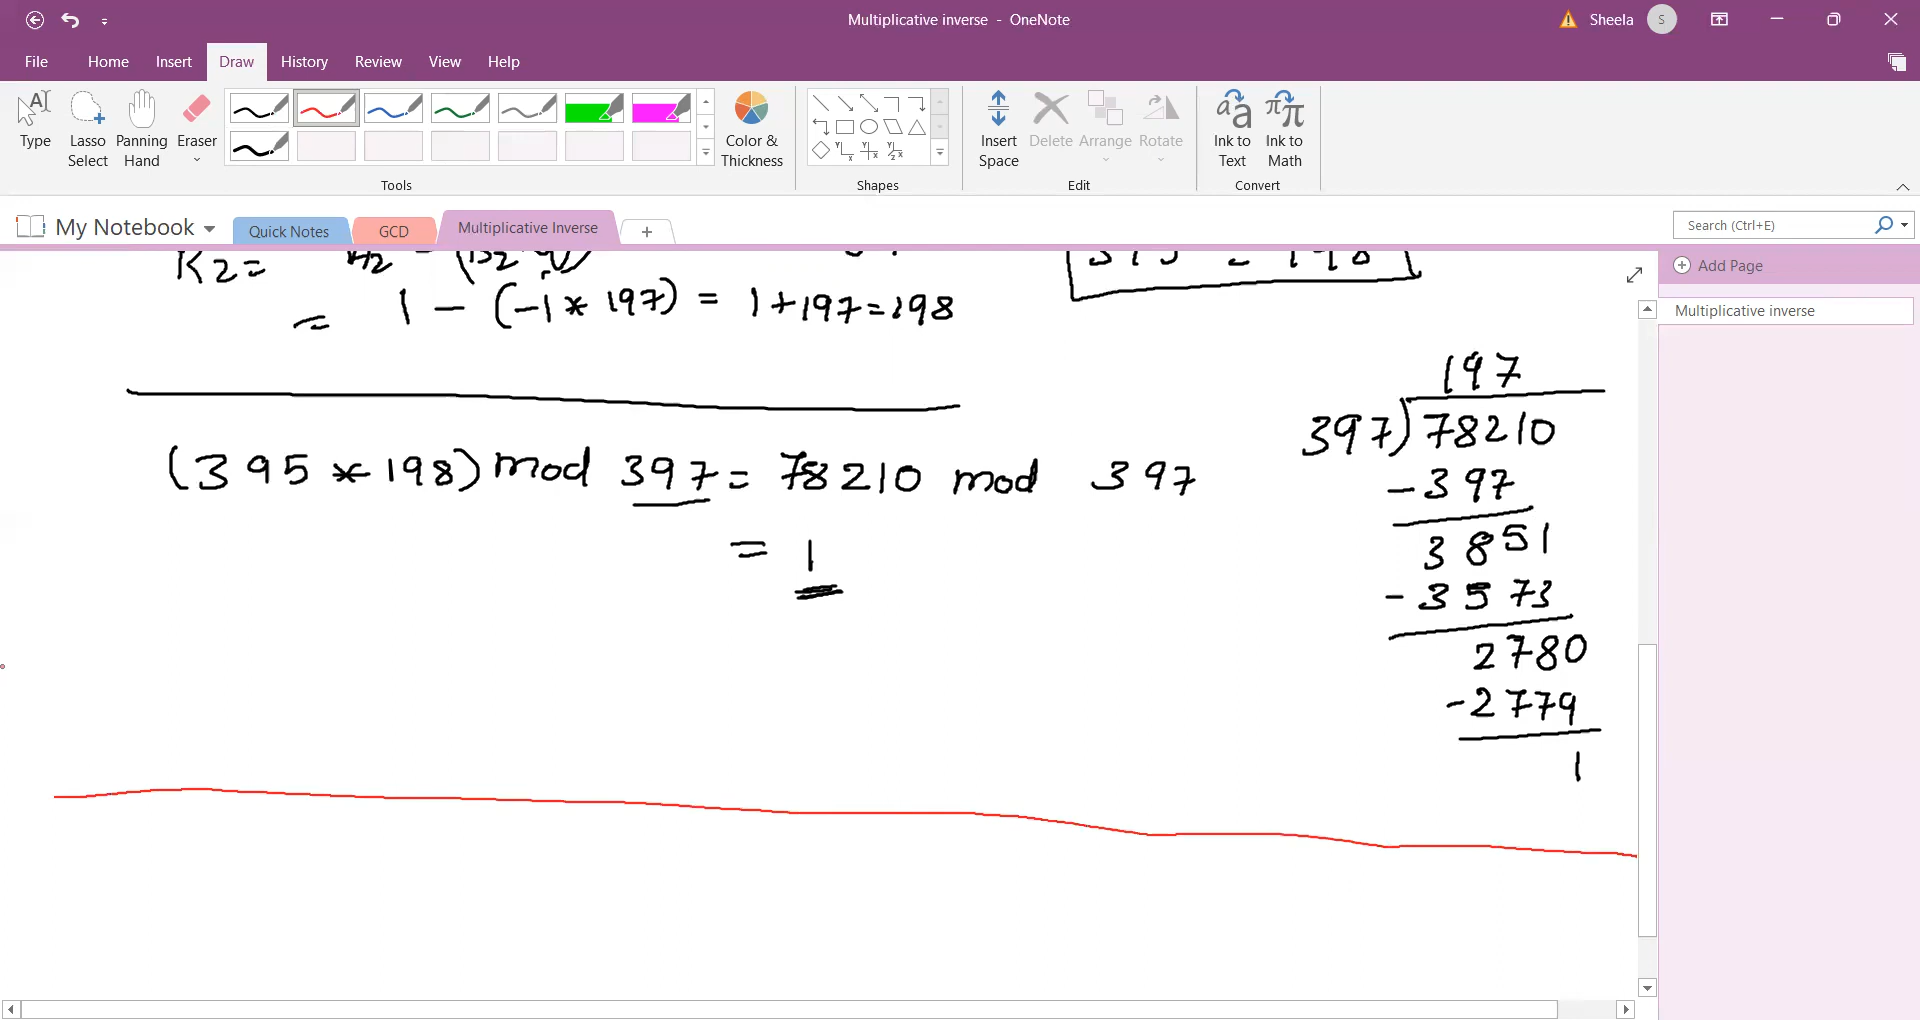 Multiplicative inverse - OneNote
Sheela S
File Home Insert Draw History Review View Help
Type
Lasso Select
Panning Hand
Eraser
Color & Thickness
Insert Space
Delete
Arrange
Rotate
Ink to Text
Ink to Math
Tools
Shapes
Edit
Convert
My Notebook
Quick Notes
GCD
Multiplicative Inverse
+
Search (Ctrl+E)
Add Page
Multiplicative inverse
= 1 - (-1 * 197) = 1 + 197 = 198
(395 * 198) mod 397 = 78210 mod 397
= 1
197
397)78210
-397
3851
-3573
2780
-2779
1